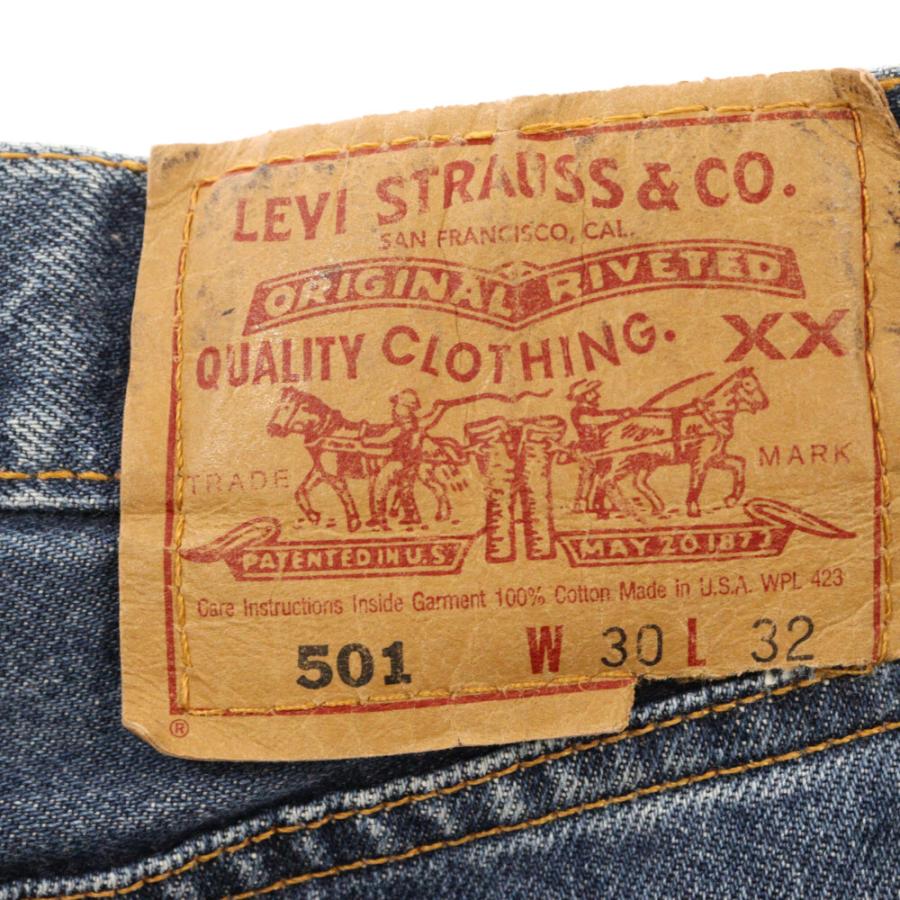 LEVI STRAUSS & CO.
SAN FRANCISCO, CAL.
ORIGINAL RIVETED
QUALITY CLOTHING. XX
TRADE MARK
PATENTED IN U.S MAY 20 1873
Care Instructions Inside Garment 100% Cotton Made in U.S.A. WPL 423
501 W 30 L 32
®